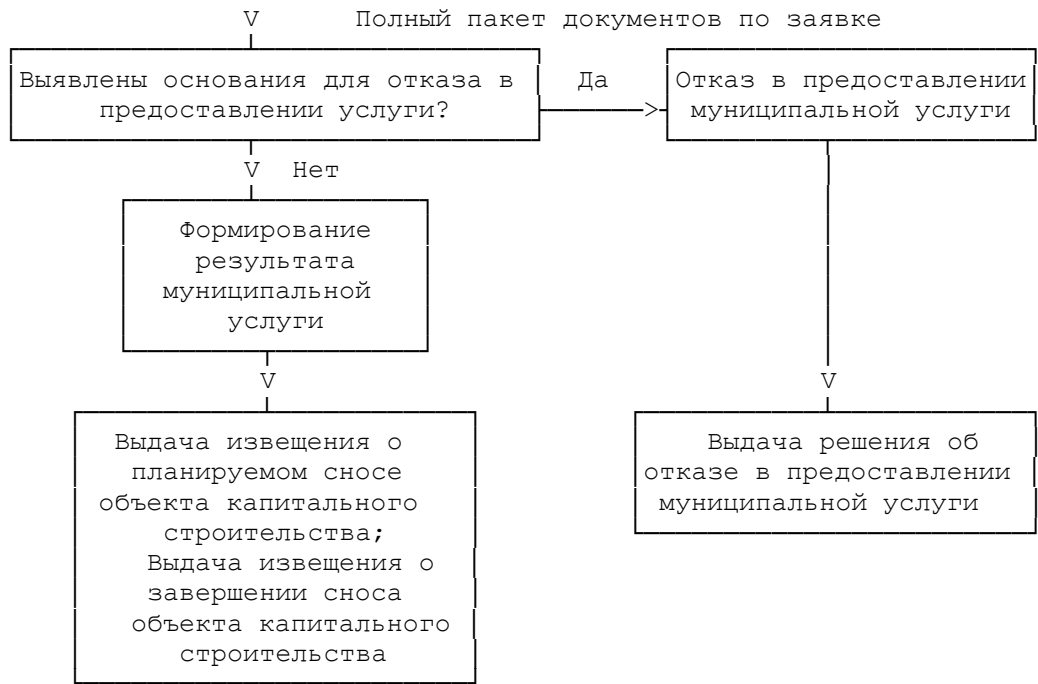 V Полный пакет документов по заявке
Выявлены основания для отказа в
предоставлении услуги?
Да
>
Отказ в предоставлении
муниципальной услуги
V Нет
Формирование
результата
муниципальной
услуги
V
Выдача извещения о
планируемом сносе
объекта капитального
строительства;
Выдача извещения о
завершении сноса
объекта капитального
строительства
V
Выдача решения об
отказе в предоставлении
муниципальной услуги